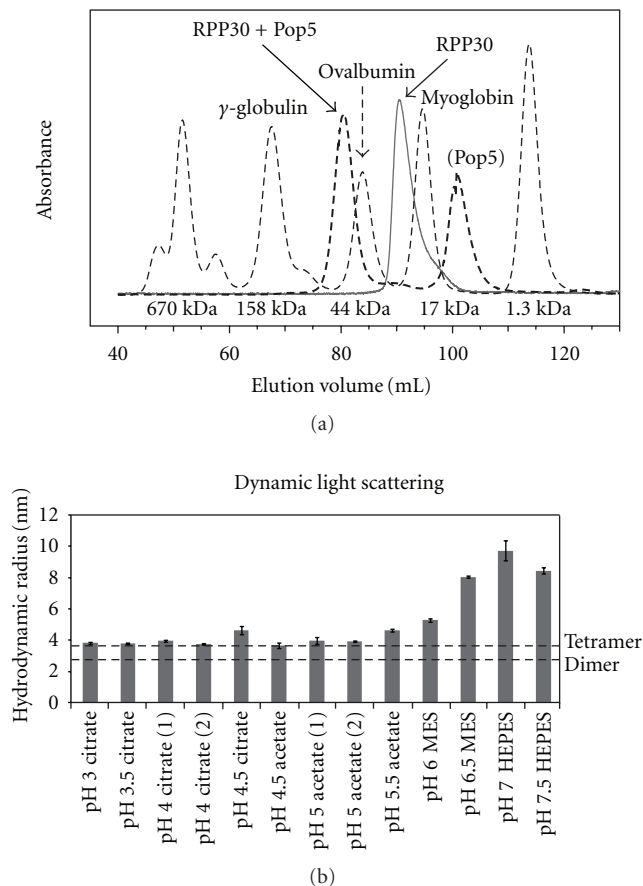 RPP30 + Pop5
RPP30
Ovalbumin
γ-globulin
Myoglobin
(Pop5)
Absorbance
670 kDa 158 kDa 44 kDa 17 kDa 1.3 kDa
40 60 80 100 120
Elution volume (mL)
(a)
Dynamic light scattering
Hydrodynamic radius (nm)
12
10
8
6
4
2
0
Tetramer
Dimer
pH 3 citrate
pH 3.5 citrate
pH 4 citrate (1)
pH 4 citrate (2)
pH 4.5 citrate
pH 4.5 acetate
pH 5 acetate (1)
pH 5 acetate (2)
pH 5.5 acetate
pH 6 MES
pH 6.5 MES
pH 7 HEPES
pH 7.5 HEPES
(b)